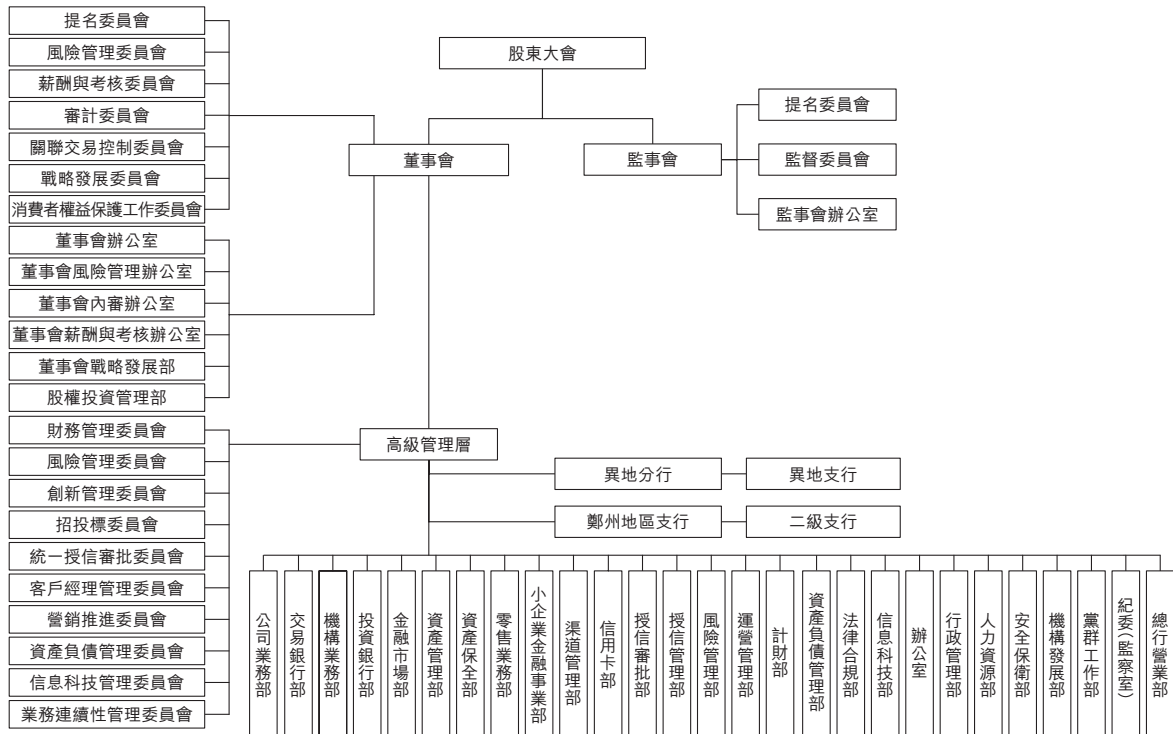 提名委員會
風險管理委員會
薪酬與考核委員會
審計委員會
關聯交易控制委員會
戰略發展委員會
消費者權益保護工作委員會
董事會辦公室
董事會風險管理辦公室
董事會內審辦公室
董事會薪酬與考核辦公室
董事會戰略發展部
股權投資管理部
財務管理委員會
風險管理委員會
創新管理委員會
招投標委員會
統一授信審批委員會
客戶經理管理委員會
營銷推進委員會
資產負債管理委員會
信息科技管理委員會
業務連續性管理委員會
股東大會
董事會
監事會
提名委員會
監督委員會
監事會辦公室
高級管理層
異地分行
異地支行
鄭州地區支行
二級支行
公司業務部
交易銀行部
機構業務部
投資銀行部
金融市場部
資產管理部
資產保全部
零售業務部
小企業金融事業部
渠道管理部
信用卡部
授信審批部
授信管理部
風險管理部
運營管理部
計財部
資產負債管理部
法律合規部
信息科技部
辦公室
行政管理部
人力資源部
安全保衛部
機構發展部
黨群工作部
紀委(監察室)
總行營業部